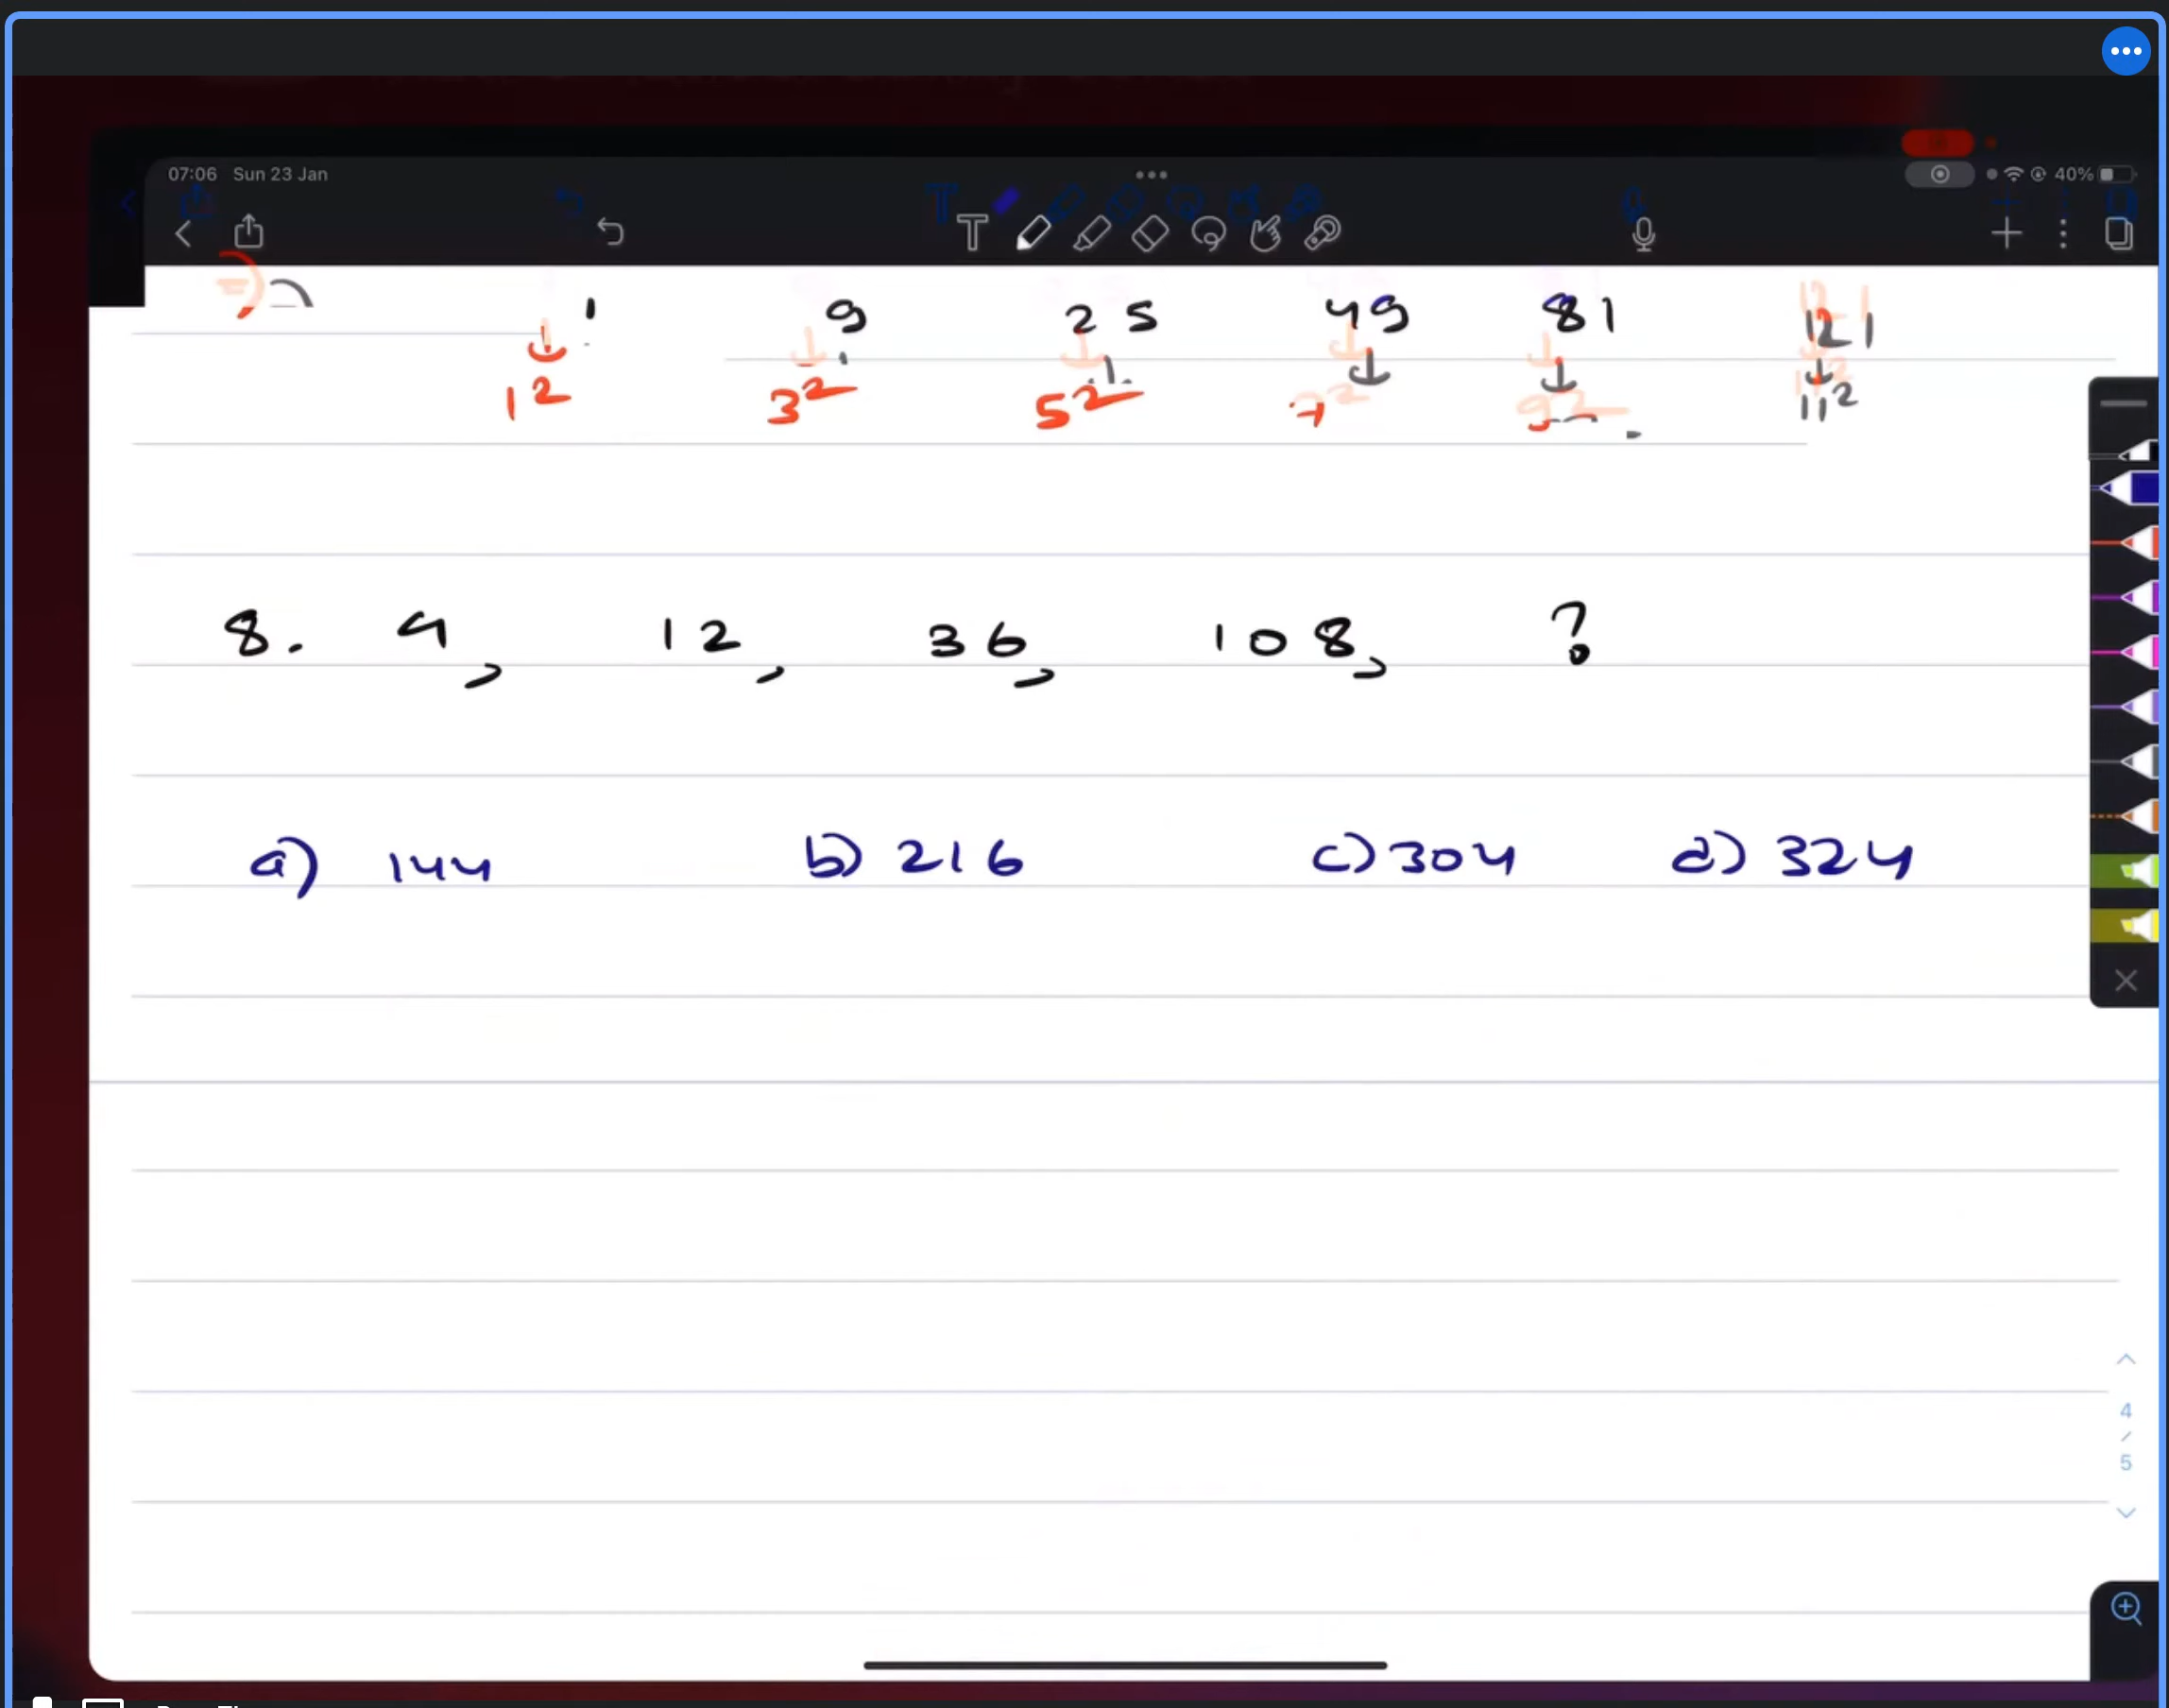 07:06 Sun 23 Jan
40%
1 9 25 49 81 121
1² 3² 5² 7² 9² 11²
8. 4, 12, 36, 108, ?
a) 144 b) 216 c) 304 d) 324
4
/
5